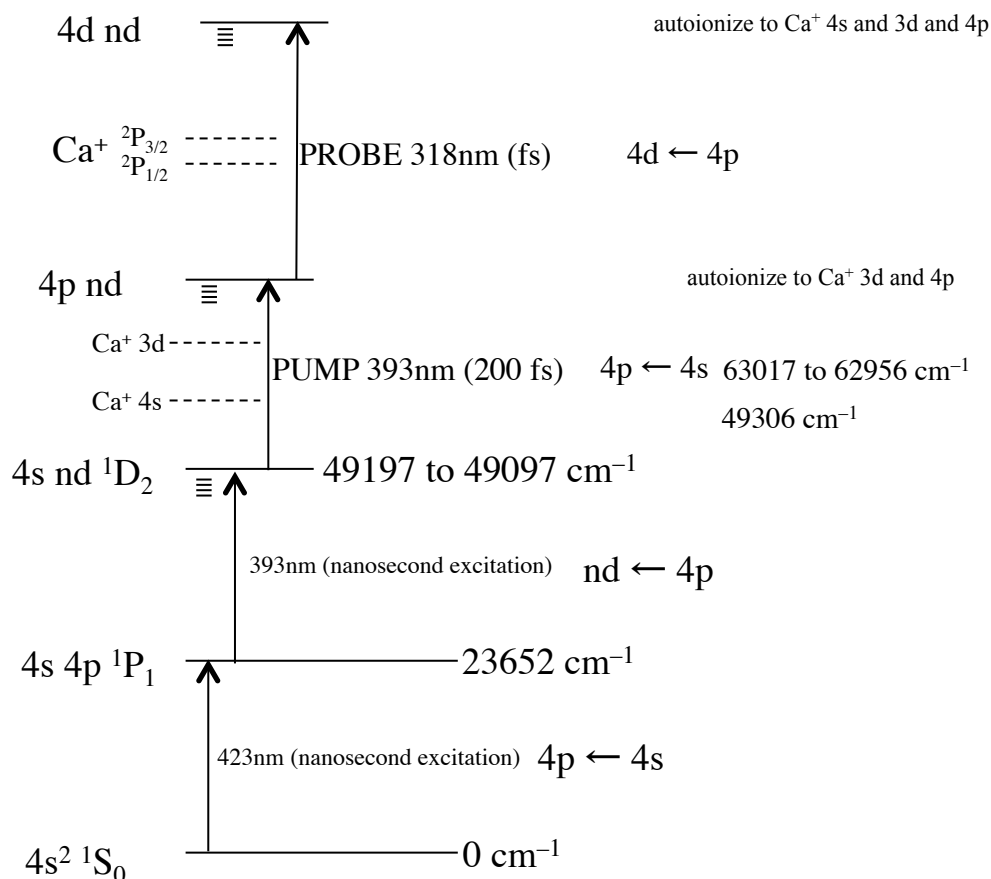 4d nd
autoionize to Ca⁺ 4s and 3d and 4p
Ca⁺ ²P₃/₂
²P₁/₂
PROBE 318nm (fs) 4d ← 4p
4p nd
autoionize to Ca⁺ 3d and 4p
Ca⁺ 3d
PUMP 393nm (200 fs) 4p ← 4s 63017 to 62956 cm⁻¹
Ca⁺ 4s
49306 cm⁻¹
4s nd ¹D₂ 49197 to 49097 cm⁻¹
393nm (nanosecond excitation) nd ← 4p
4s 4p ¹P₁ 23652 cm⁻¹
423nm (nanosecond excitation) 4p ← 4s
4s² ¹S₀ 0 cm⁻¹